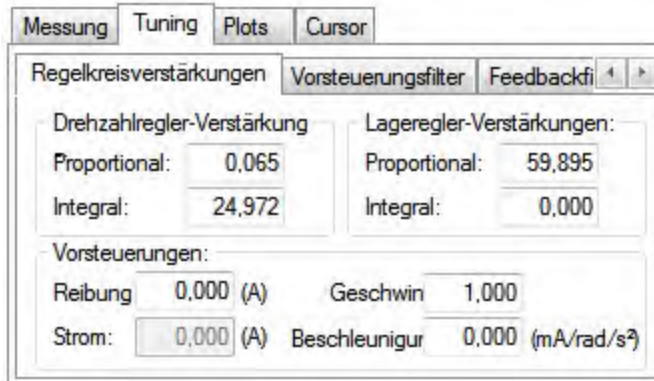 Messung Tuning Plots Cursor
Regelkreisverstärkungen Vorsteuerungsfilter Feedbackfi
Drehzahlregler-Verstärkung Lageregler-Verstärkungen:
Proportional: 0,065 Proportional: 59,895
Integral: 24,972 Integral: 0,000
Vorsteuerungen:
Reibung 0,000 (A) Geschwin 1,000
Strom: 0,000 (A) Beschleunigur 0,000 (mA/rad/s²)